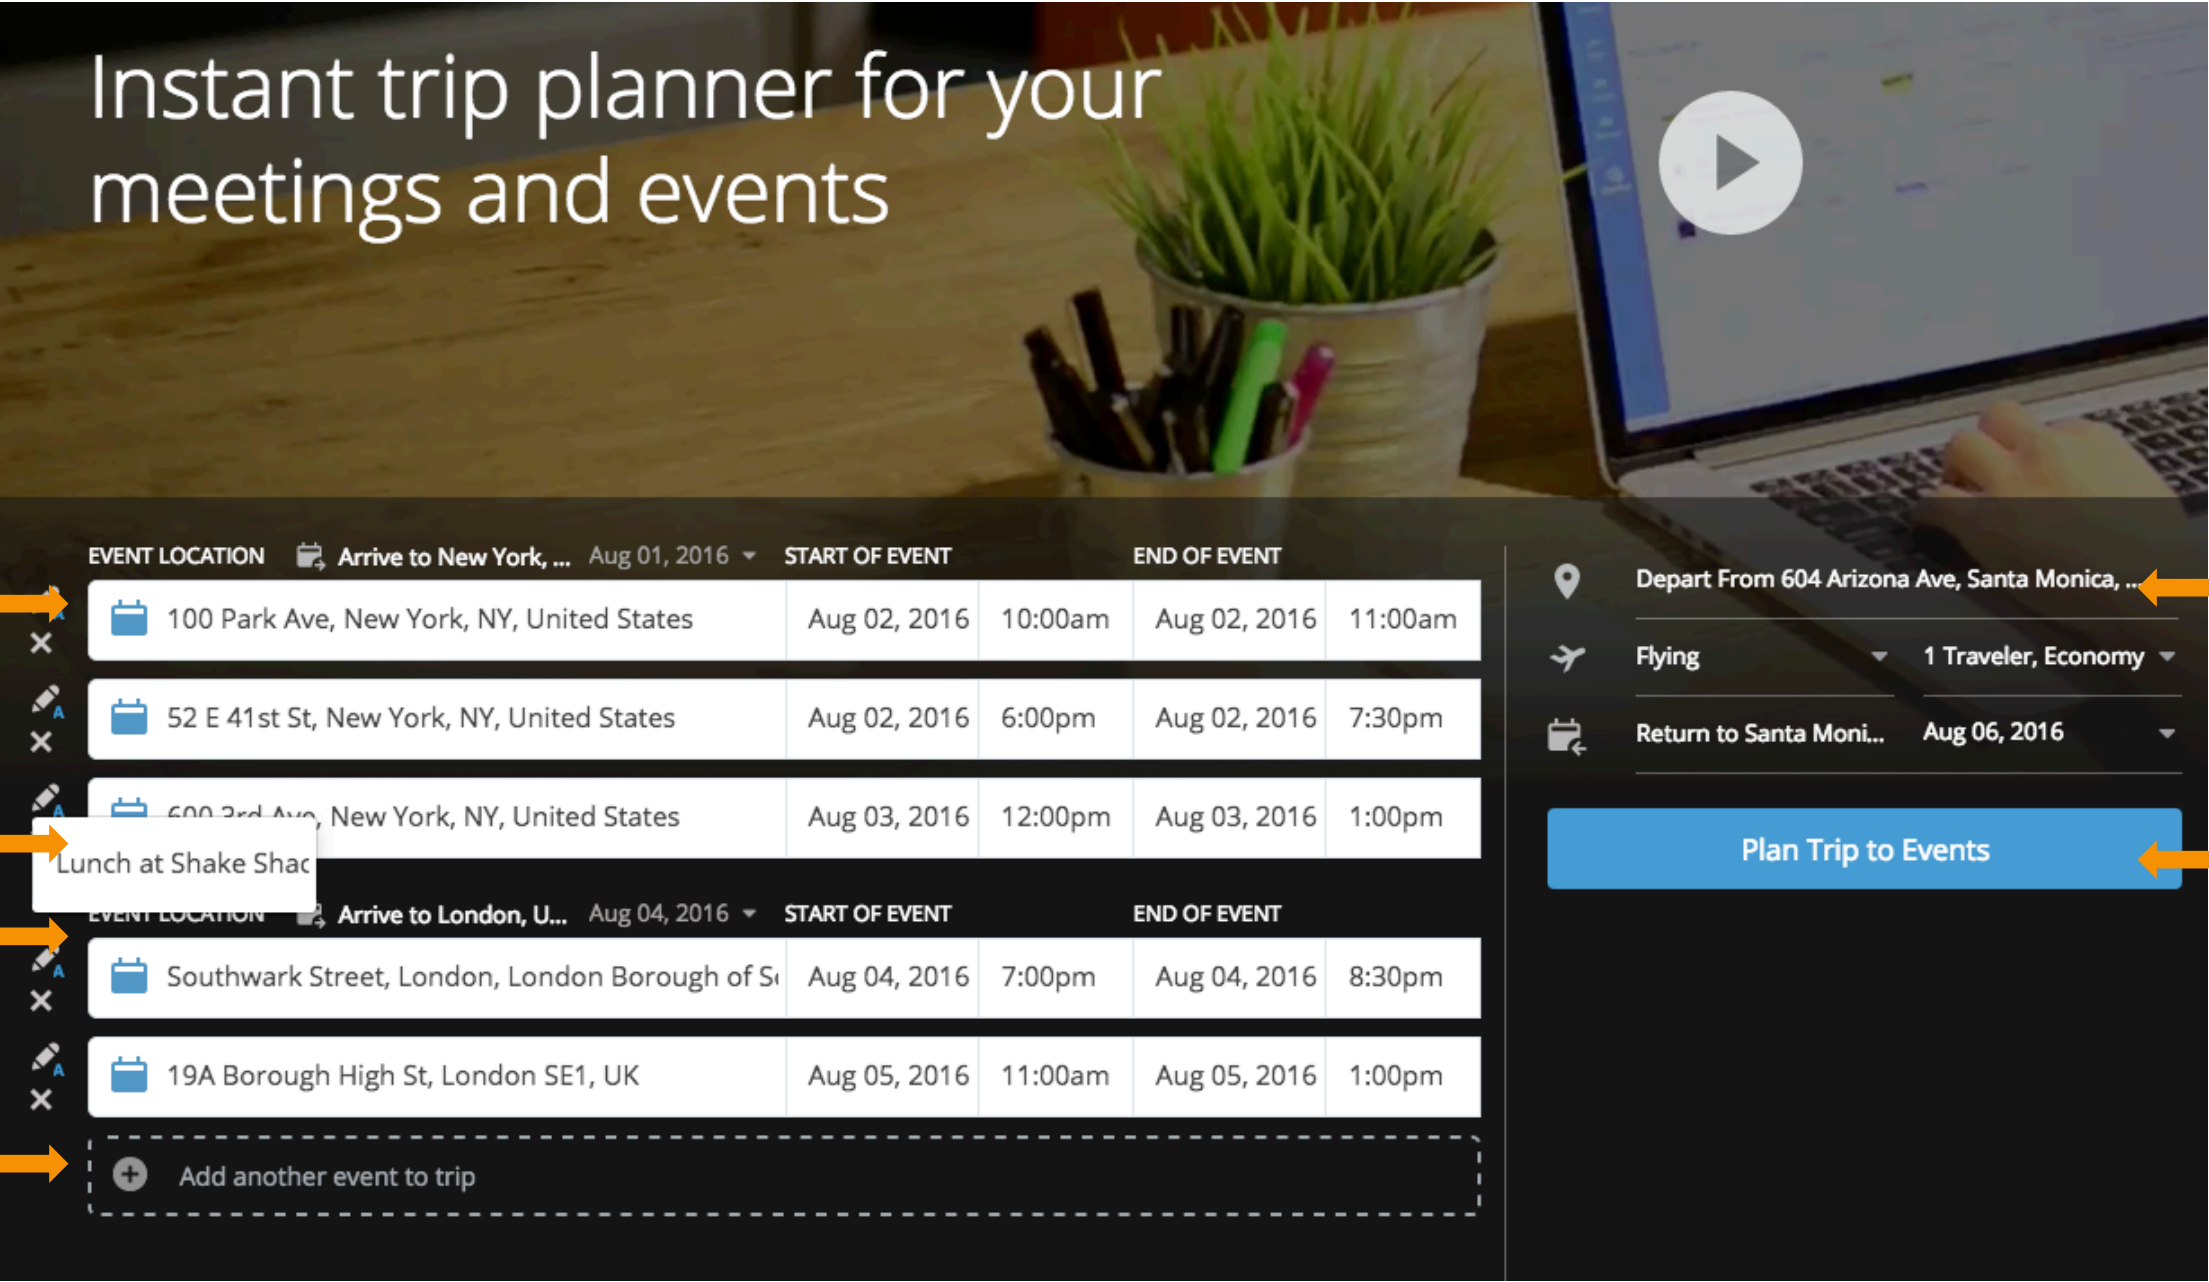 Instant trip planner for your
meetings and events
EVENT LOCATION Arrive to New York, ... Aug 01, 2016 START OF EVENT END OF EVENT
A 100 Park Ave, New York, NY, United States Aug 02, 2016 10:00am Aug 02, 2016 11:00am
A 52 E 41st St, New York, NY, United States Aug 02, 2016 6:00pm Aug 02, 2016 7:30pm
A 600 3rd Ave, New York, NY, United States Aug 03, 2016 12:00pm Aug 03, 2016 1:00pm
Lunch at Shake Shac
EVENT LOCATION Arrive to London, U... Aug 04, 2016 START OF EVENT END OF EVENT
A Southwark Street, London, London Borough of S Aug 04, 2016 7:00pm Aug 04, 2016 8:30pm
A 19A Borough High St, London SE1, UK Aug 05, 2016 11:00am Aug 05, 2016 1:00pm
Add another event to trip
Depart From 604 Arizona Ave, Santa Monica, ...
Flying 1 Traveler, Economy
Return to Santa Moni... Aug 06, 2016
Plan Trip to Events